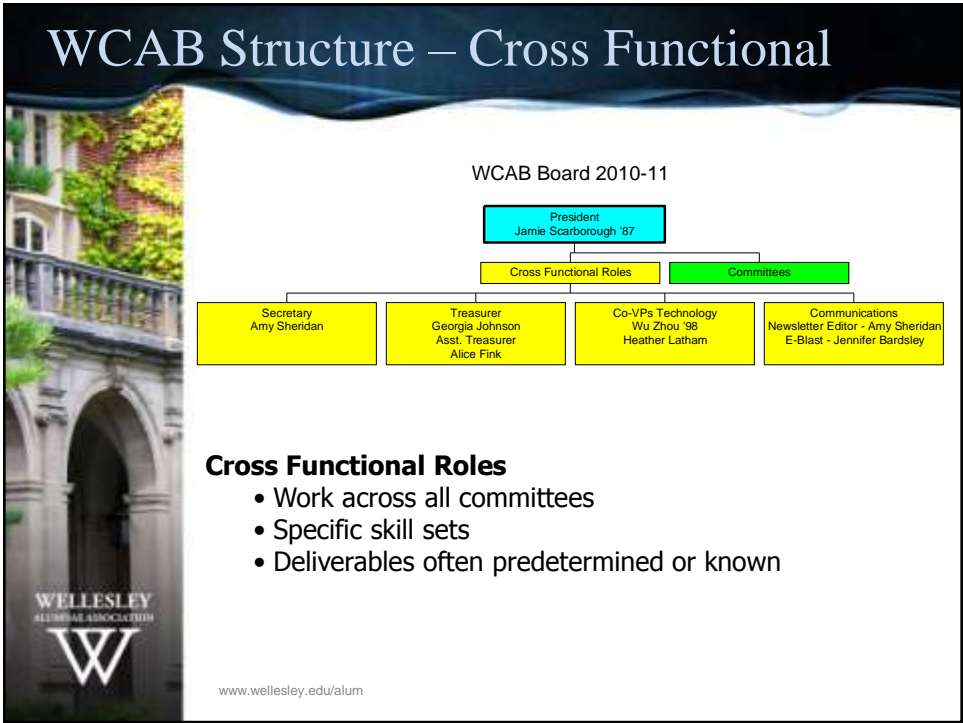 WCAB Structure – Cross Functional
WCAB Board 2010-11
President
Jamie Scarborough '87
Cross Functional Roles
Committees
Secretary
Amy Sheridan
Treasurer
Georgia Johnson
Asst. Treasurer
Alice Fink
Co-VPs Technology
Wu Zhou '98
Heather Latham
Communications
Newsletter Editor - Amy Sheridan
E-Blast - Jennifer Bardsley
Cross Functional Roles
• Work across all committees
• Specific skill sets
• Deliverables often predetermined or known
WELLESLEY
ALUMNAE ASSOCIATION
W
www.wellesley.edu/alum